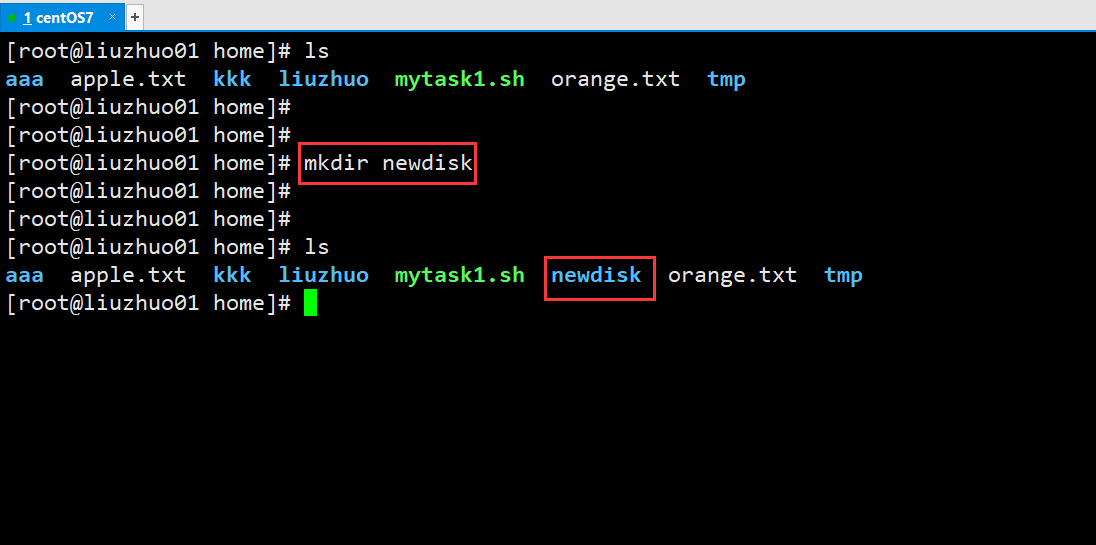 1 centOS7 × +
[root@liuzhuo01 home]# ls
aaa  apple.txt  kkk  liuzhuo  mytask1.sh  orange.txt  tmp
[root@liuzhuo01 home]#
[root@liuzhuo01 home]#
[root@liuzhuo01 home]# mkdir newdisk
[root@liuzhuo01 home]#
[root@liuzhuo01 home]#
[root@liuzhuo01 home]# ls
aaa  apple.txt  kkk  liuzhuo  mytask1.sh  newdisk  orange.txt  tmp
[root@liuzhuo01 home]#